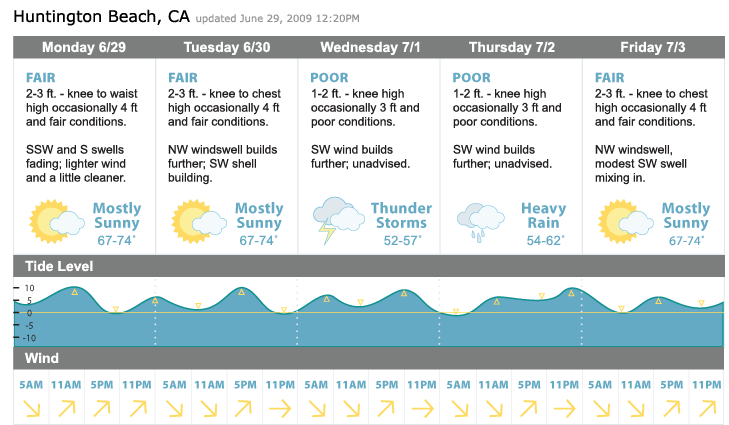 Huntington Beach, CA updated June 29, 2009 12:20PM
Monday 6/29 Tuesday 6/30 Wednesday 7/1 Thursday 7/2 Friday 7/3
FAIR
2-3 ft. - knee to waist
high occasionally 4 ft
and fair conditions.
SSW and S swells
fading; lighter wind
and a little cleaner.
Mostly
Sunny
67-74°
FAIR
2-3 ft. - knee to chest
high occasionally 4 ft
and fair conditions.
NW windswell builds
further; SW shell
building.
Mostly
Sunny
67-74°
POOR
1-2 ft. - knee high
occasionally 3 ft and
poor conditions.
SW wind builds
further; unadvised.
Thunder
Storms
52-57°
POOR
1-2 ft. - knee high
occasionally 3 ft and
poor conditions.
SW wind builds
further; unadvised.
Heavy
Rain
54-62°
FAIR
2-3 ft. - knee to chest
high occasionally 4 ft
and fair conditions.
NW windswell,
modest SW swell
mixing in.
Mostly
Sunny
67-74°
Tide Level
10
5
0
-5
-10
Wind
5AM 11AM 5PM 11PM 5AM 11AM 5PM 11PM 5AM 11AM 5PM 11PM 5AM 11AM 5PM 11PM 5AM 11AM 5PM 11PM